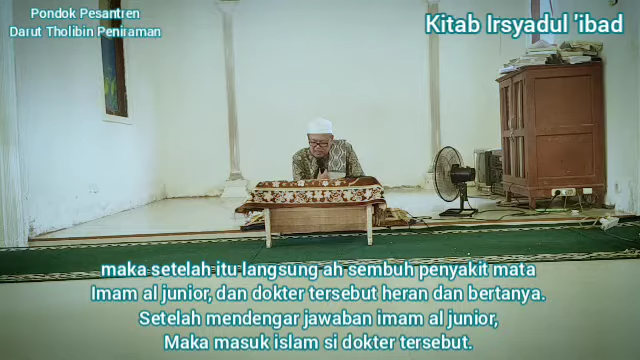 Pondok Pesantren
Darut Tholibin Peniraman
Kitab Irsyadul 'ibad
maka setelah itu langsung ah sembuh penyakit mata
Imam al junior, dan dokter tersebut heran dan bertanya.
Setelah mendengar jawaban imam al junior,
Maka masuk islam si dokter tersebut.